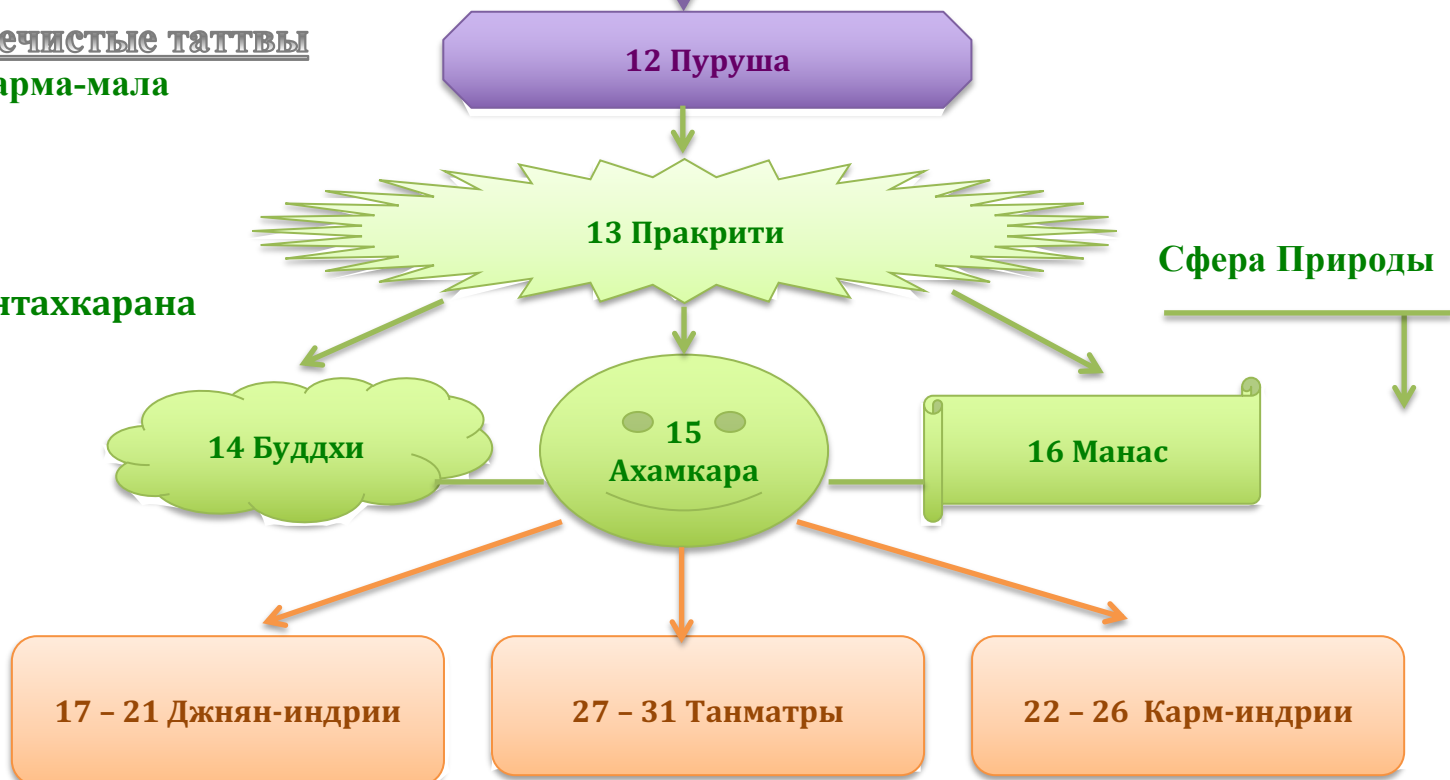 ечистые таттвы
арма-мала
12 Пуруша
13 Пракрити
Сфера Природы
нтахкарана
14 Буддхи
15
Ахамкара
16 Манас
17 – 21 Джнян-индрии
27 – 31 Танматры
22 – 26 Карм-индрии